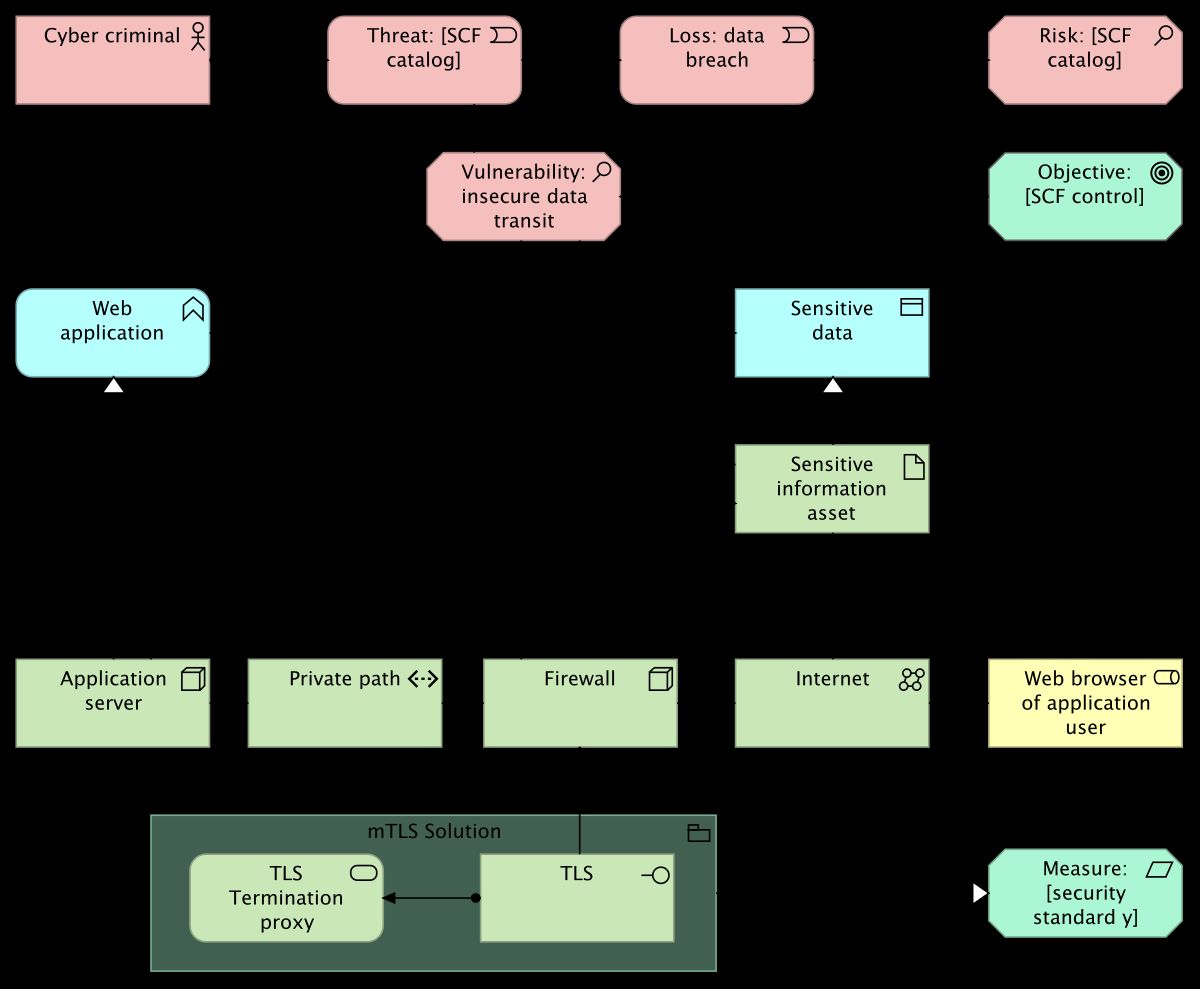 Cyber criminal
Threat: [SCF
catalog]
Loss: data
breach
Risk: [SCF
catalog]
Vulnerability:
insecure data
transit
Objective:
[SCF control]
Web
application
Sensitive
data
Sensitive
information
asset
Application
server
Private path
Firewall
Internet
Web browser
of application
user
mTLS Solution
TLS
Termination
proxy
TLS
Measure:
[security
standard y]